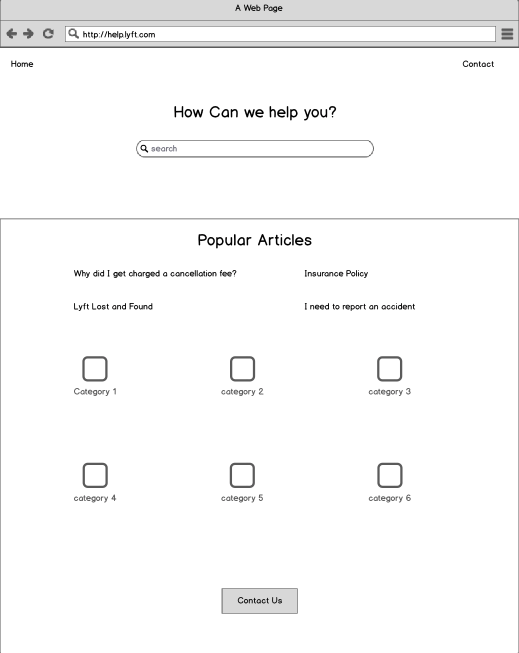 A Web Page
http://help.lyft.com
Home
Contact
How Can we help you?
search
Popular Articles
Why did I get charged a cancellation fee?
Insurance Policy
Lyft Lost and Found
I need to report an accident
Category 1
category 2
category 3
category 4
category 5
category 6
Contact Us